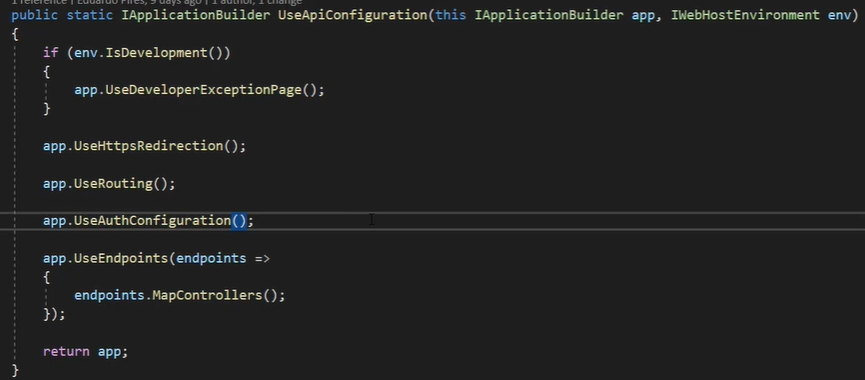 1 reference | Eduardo Pires, 9 days ago | 1 author, 1 change
public static IApplicationBuilder UseApiConfiguration(this IApplicationBuilder app, IWebHostEnvironment env)
{
if (env.IsDevelopment())
{
app.UseDeveloperExceptionPage();
}
app.UseHttpsRedirection();
app.UseRouting();
app.UseAuthConfiguration();
app.UseEndpoints(endpoints =>
{
endpoints.MapControllers();
});
return app;
}